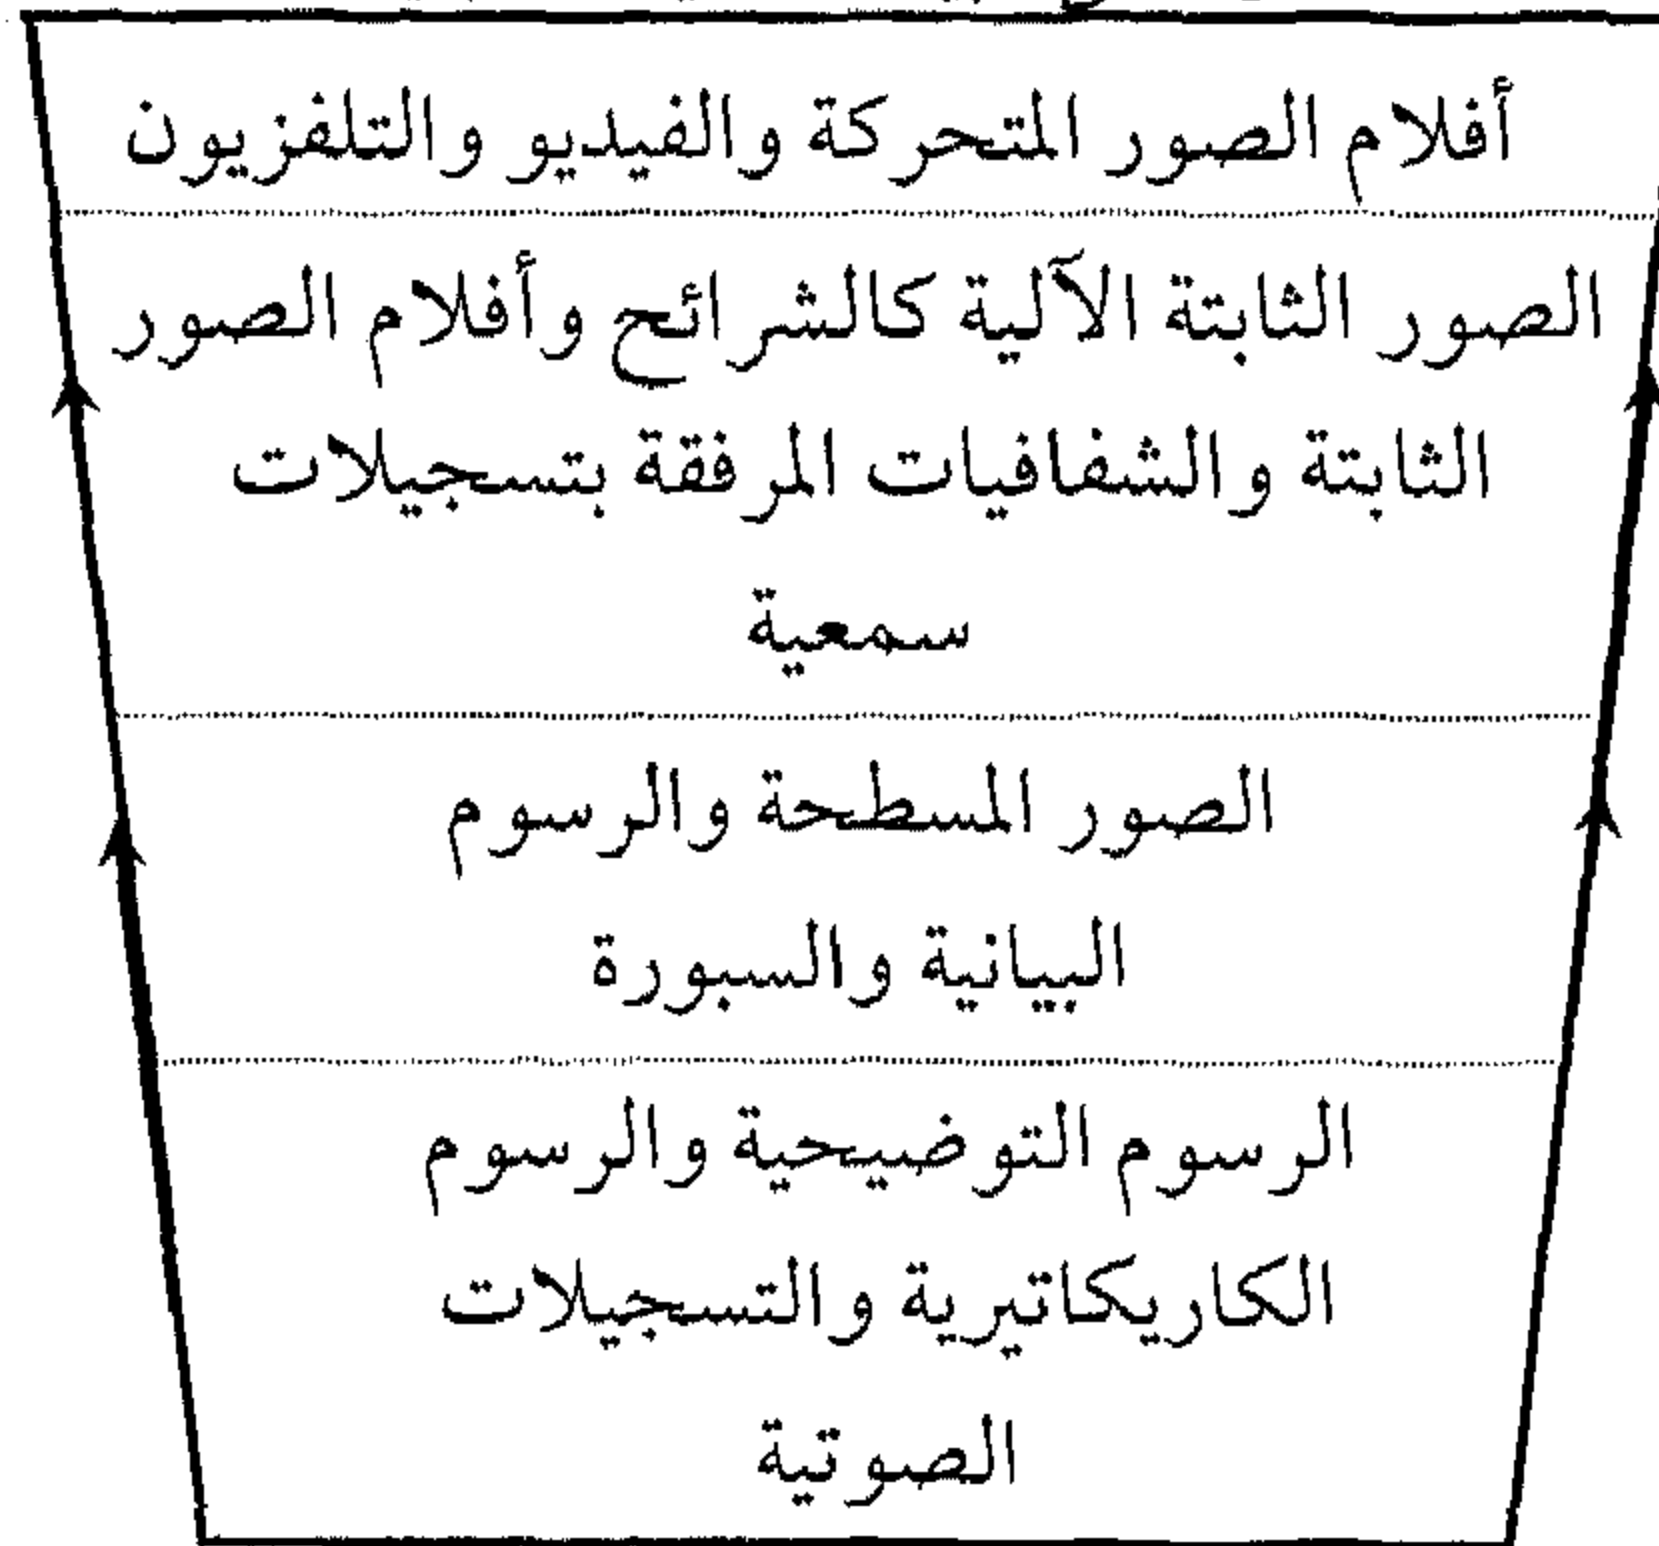 أفلام الصور المتحركة والفيديو والتلفزيون
الصور الثابتة الآلية كالشرائح وأفلام الصور
الثابتة والشفافيات المرفقة بتسجيلات
سمعية
الصور المسطحة والرسوم
البيانية والسبورة
الرسوم التوضيحية والرسوم
الكاريكاتيرية والتسجيلات
الصوتية